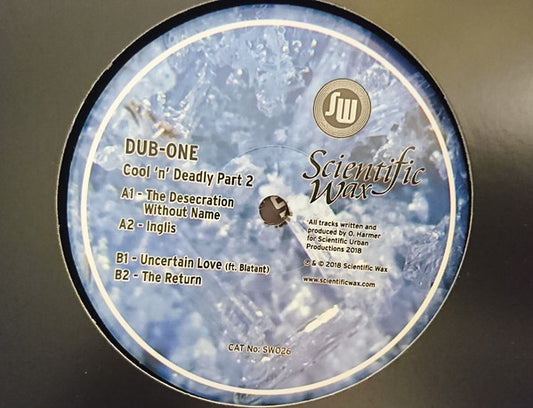 SW
DUB-ONE
Cool 'n' Deadly Part 2
A1 - The Desecration
Without Name
A2 - Inglis
B1 - Uncertain Love (ft. Blatant)
B2 - The Return
Scientific
Wax
All tracks written and
produced by O. Harmer
for Scientific Urban
Productions 2018
℗ & © 2018 Scientific Wax
www.scientificwax.com
CAT No: SW026